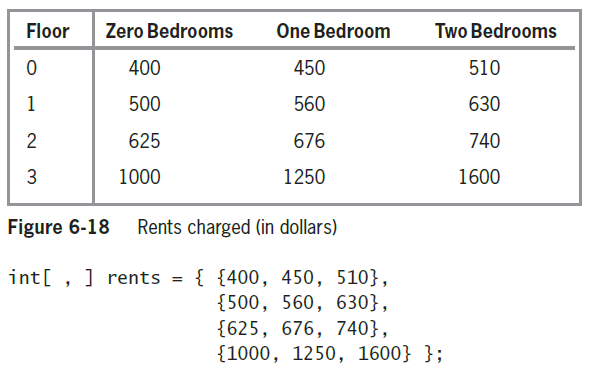 Floor Zero Bedrooms One Bedroom Two Bedrooms
0 400 450 510
1 500 560 630
2 625 676 740
3 1000 1250 1600
Figure 6-18 Rents charged (in dollars)
int[ , ] rents = { {400, 450, 510},
{500, 560, 630},
{625, 676, 740},
{1000, 1250, 1600} };